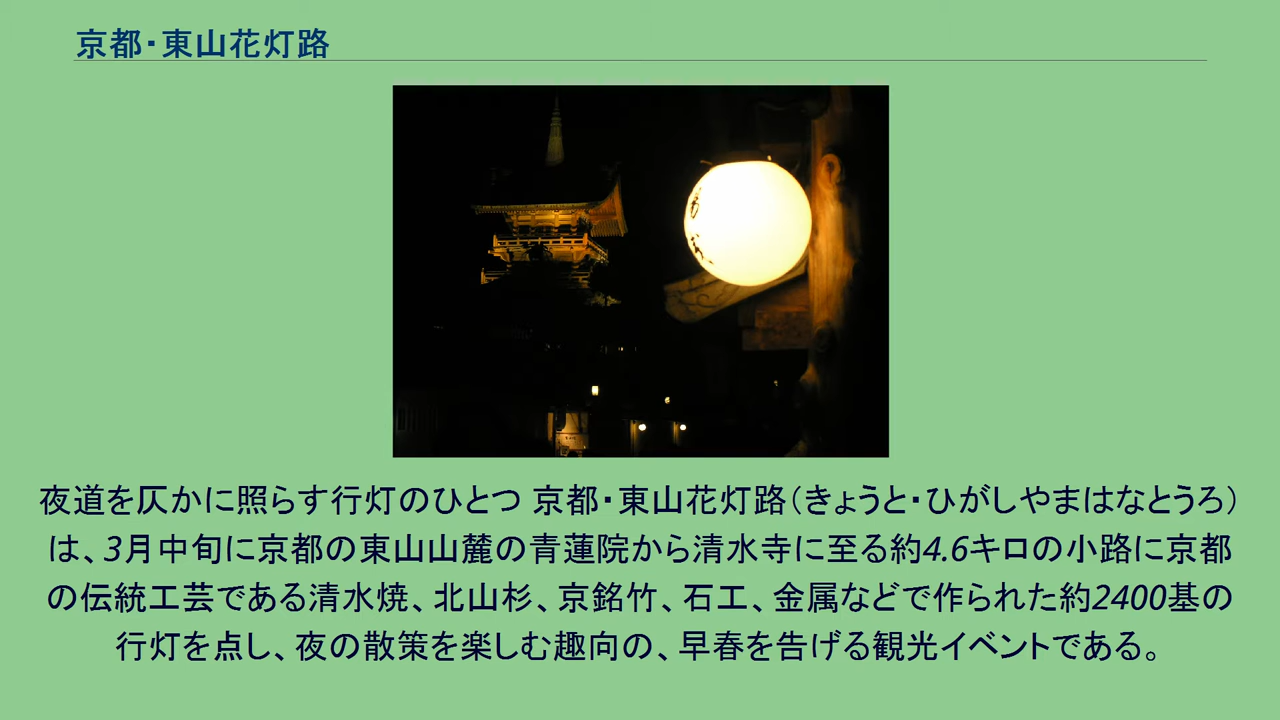 京都・東山花灯路
夜道を仄かに照らす行灯のひとつ 京都・東山花灯路（きょうと・ひがしやまはなとうろ）
は、3月中旬に京都の東山山麓の青蓮院から清水寺に至る約4.6キロの小路に京都
の伝統工芸である清水焼、北山杉、京銘竹、石工、金属などで作られた約2400基の
行灯を点し、夜の散策を楽しむ趣向の、早春を告げる観光イベントである。